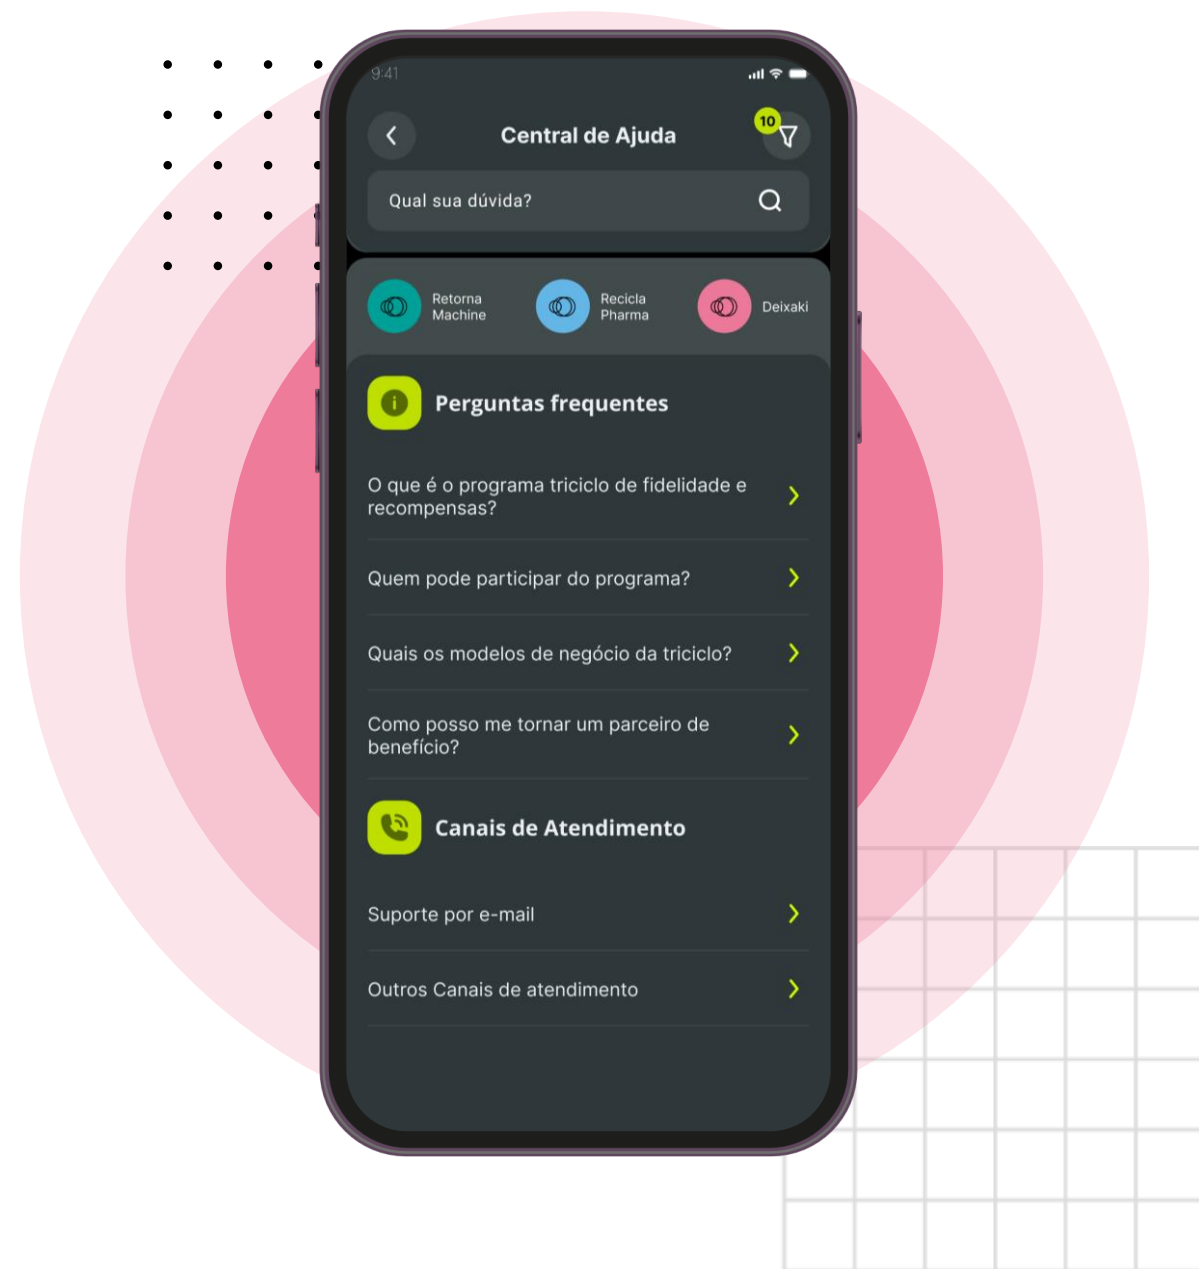 9:41
Central de Ajuda
10
Qual sua dúvida?
Retorna
Machine
Recicla
Pharma
Deixaki
Perguntas frequentes
O que é o programa triciclo de fidelidade e
recompensas?
Quem pode participar do programa?
Quais os modelos de negócio da triciclo?
Como posso me tornar um parceiro de
benefício?
Canais de Atendimento
Suporte por e-mail
Outros Canais de atendimento